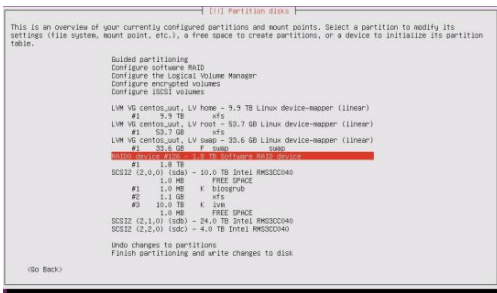 [!!] Partition disks
This is an overview of your currently configured partitions and mount points. Select a partition to modify its
settings (file system, mount point, etc.), a free space to create partitions, or a device to initialize its partition
table.
Guided partitioning
Configure software RAID
Configure the Logical Volume Manager
Configure encrypted volumes
Configure iSCSI volumes
LVM VG centos_uut, LV home - 9.9 TB Linux device-mapper (linear)
#1 9.9 TB xfs
LVM VG centos_uut, LV root - 53.7 GB Linux device-mapper (linear)
#1 53.7 GB xfs
LVM VG centos_uut, LV swap - 33.6 GB Linux device-mapper (linear)
#1 33.6 GB F swap swap
RAID0 device #126 - 1.8 TB Software RAID device
#1 1.8 TB
SCSI2 (2,0,0) (sda) - 10.0 TB Intel RMS3CC040
1.0 MB FREE SPACE
#1 1.0 MB K biosgrub
#2 1.1 GB xfs
#3 10.0 TB K lvm
1.0 MB FREE SPACE
SCSI2 (2,1,0) (sdb) - 24.0 TB Intel RMS3CC040
SCSI2 (2,2,0) (sdc) - 4.0 TB Intel RMS3CC040
Undo changes to partitions
Finish partitioning and write changes to disk
<Go Back>